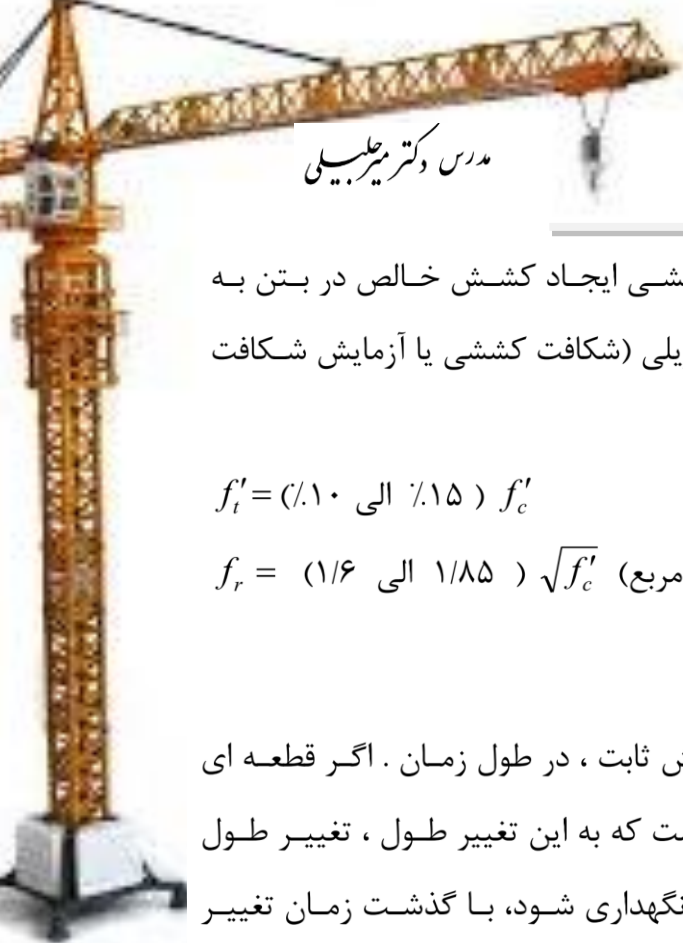 مدرس دکتر میرجلیلی
شی ایجاد کشش خالص در بتن به
یلی (شکافت کششی یا آزمایش شکافت
f′t = (٪۱۰ الی ٪۱۵ ) f′c
fr = (۱/۶ الی ۱/۸۵ ) √f′c (مربع
ش ثابت ، در طول زمان . اگر قطعه ای
ت که به این تغییر طول ، تغییر طول
نگهداری شود، با گذشت زمان تغییر